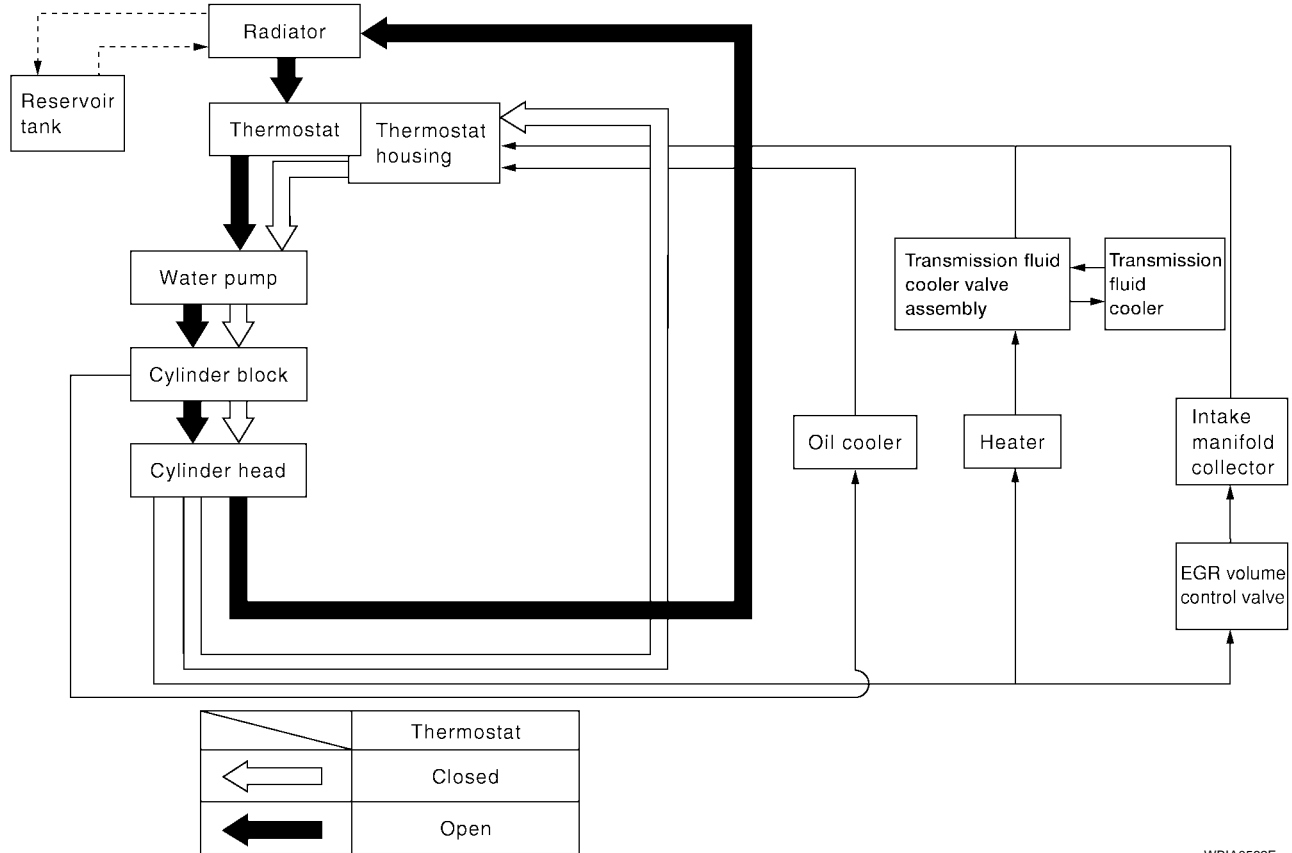 Radiator
Reservoir
tank
Thermostat
Thermostat
housing
Water pump
Transmission fluid
cooler valve
assembly
Transmission
fluid
cooler
Cylinder block
Cylinder head
Oil cooler
Heater
Intake
manifold
collector
EGR volume
control valve
Thermostat
Closed
Open